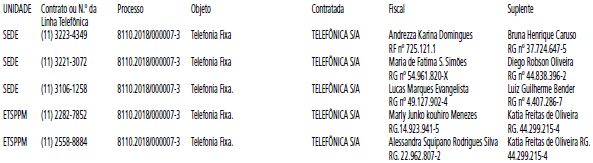 UNIDADE Contrato ou N.º da Linha Telefônica Processo Objeto Contratada Fiscal Suplente
SEDE (11) 3223-4349 8110.2018/000007-3 Telefonia Fixa TELEFÔNICA S/A Andrezza Karina Domingues Bruna Henrique Caruso
RF nº 725.121.1 RG nº 37.724.647-5
SEDE (11) 3221-3072 8110.2018/000007-3 Telefonia Fixa TELEFÔNICA S/A Maria de Fatima S. Simões Diego Robson Oliveira
RG nº 54.961.820-X RG nº 44.838.396-2
SEDE (11) 3106-1258 8110.2018/000007-3 Telefonia Fixa. TELEFÔNICA S/A Lucas Marques Evangelista Luiz Guilherme Bender
RG nº 49.127.902-4 RG nº 4.407.286-7
ETSPPM (11) 2282-7852 8110.2018/000007-3 Telefonia Fixa. TELEFÔNICA S/A Marly Junko kouhiro Menezes Katia Freitas de Oliveira
RG.14.923.941-5 RG. 44.299.215-4
ETSPPM (11) 2558-8884 8110.2018/000007-3 Telefonia Fixa. TELEFÔNICA S/A Alessandra Squipano Rodrigues Silva Katia Freitas de Oliveira RG.
RG. 22.962.807-2 44.299.215-4